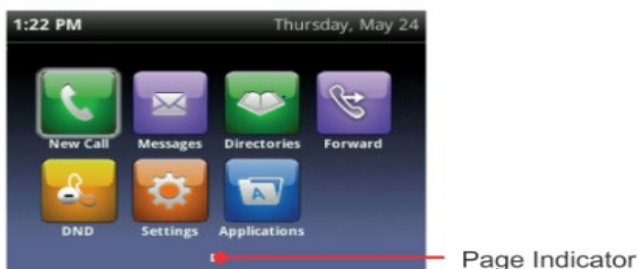 1:22 PM Thursday, May 24
New Call Messages Directories Forward
A
DND Settings Applications
Page Indicator